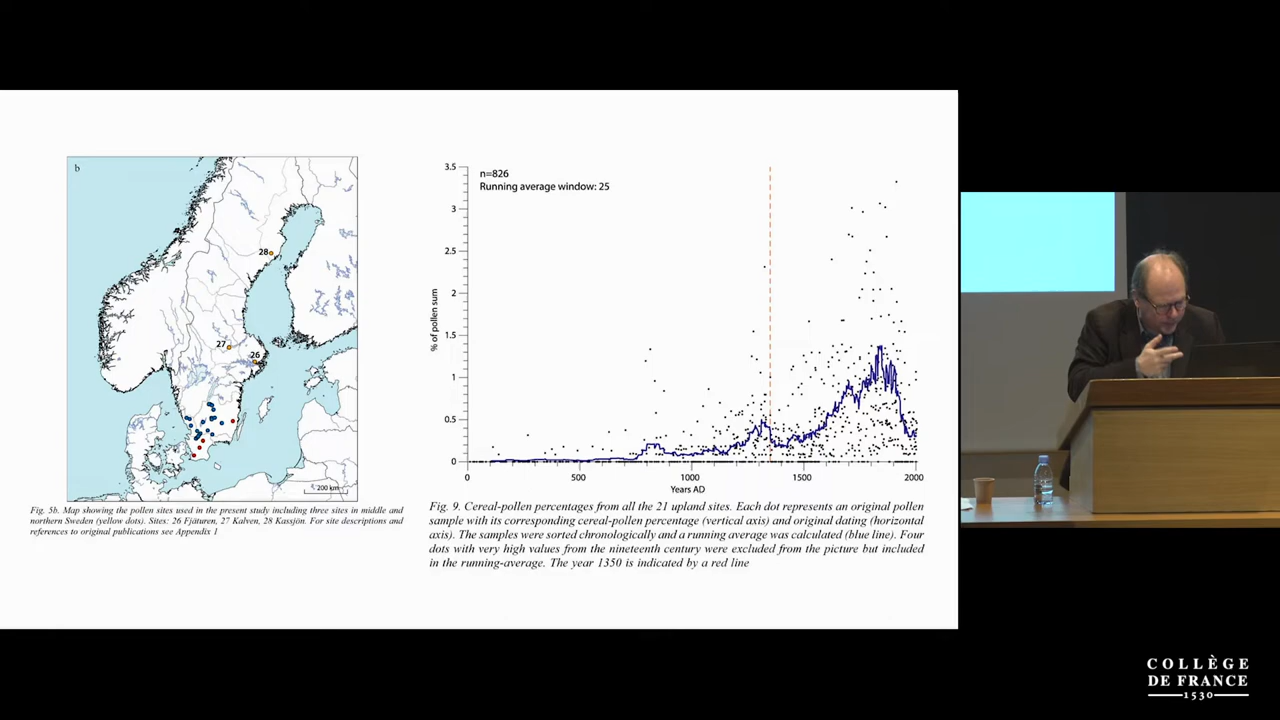 b
28
27
26
200 km
Fig. 5b. Map showing the pollen sites used in the present study including three sites in middle and
northern Sweden (yellow dots). Sites: 26 Fjäturen, 27 Kalven, 28 Kassjön. For site descriptions and
references to original publications see Appendix 1
n=826
Running average window: 25
% of pollen sum
3.5
3
2.5
2
1.5
1
0.5
0
0
500
1000
1500
2000
Years AD
Fig. 9. Cereal-pollen percentages from all the 21 upland sites. Each dot represents an original pollen
sample with its corresponding cereal-pollen percentage (vertical axis) and original dating (horizontal
axis). The samples were sorted chronologically and a running average was calculated (blue line). Four
dots with very high values from the nineteenth century were excluded from the picture but included
in the running-average. The year 1350 is indicated by a red line
COLLÈGE
DE FRANCE
1530